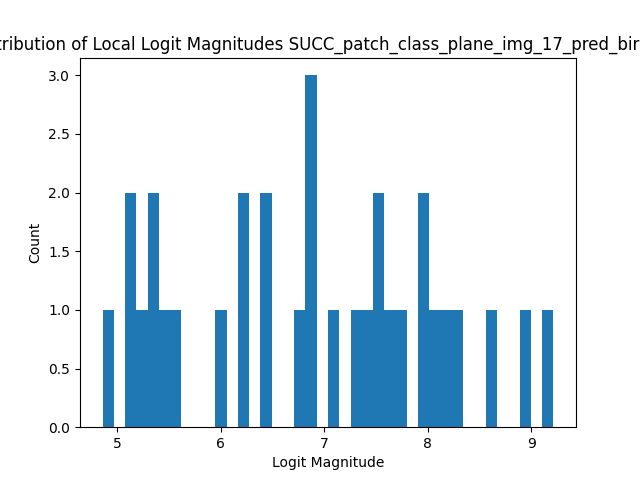 tribution of Local Logit Magnitudes SUCC_patch_class_plane_img_17_pred_bir
3.0
2.5
2.0
1.5
1.0
0.5
0.0
Count
5 6 7 8 9
Logit Magnitude